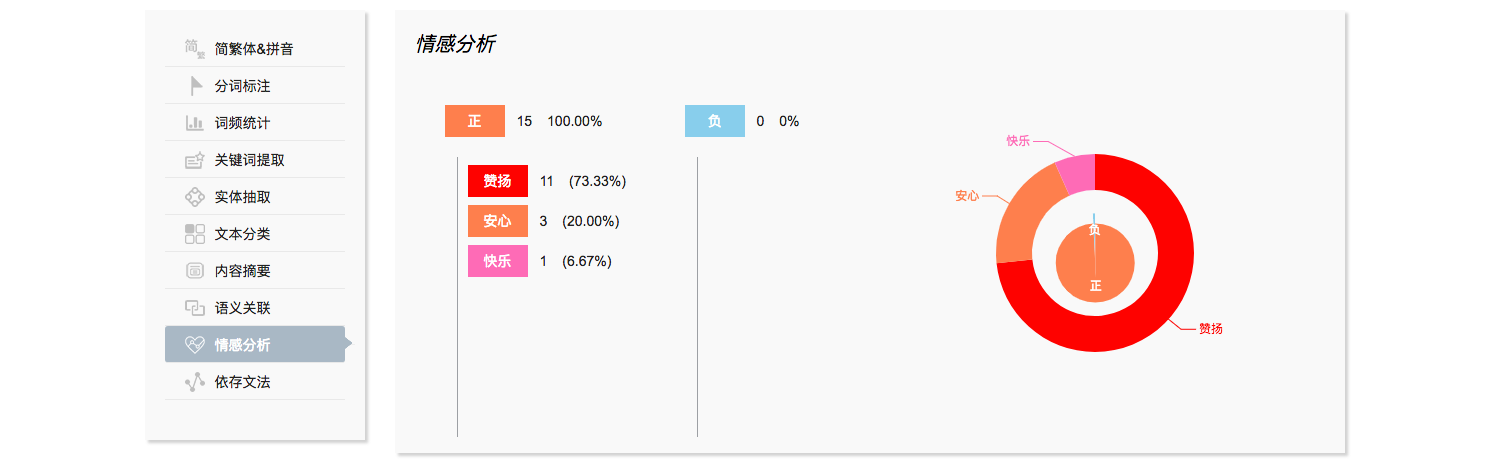 简繁体&拼音
分词标注
词频统计
关键词提取
实体抽取
文本分类
内容摘要
语义关联
情感分析
依存文法
情感分析
正 15 100.00%
负 0 0%
赞扬 11 (73.33%)
安心 3 (20.00%)
快乐 1 (6.67%)
快乐
安心
负
正
赞扬
简
繁